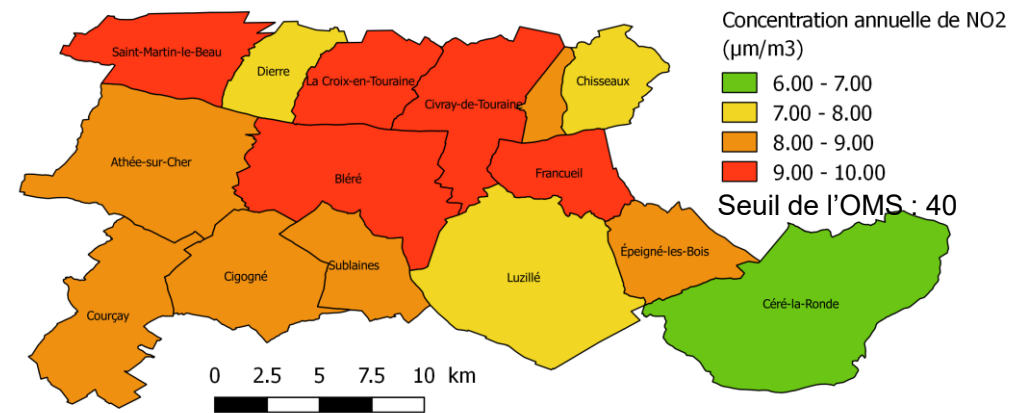 Concentration annuelle de NO2
(µm/m3)
6.00 - 7.00
7.00 - 8.00
8.00 - 9.00
9.00 - 10.00
Seuil de l'OMS : 40
Saint-Martin-le-Beau
Dierre
La Croix-en-Touraine
Civray-de-Touraine
Chisseaux
Athée-sur-Cher
Bléré
Francueil
Épeigné-les-Bois
Cigogné
Sublaines
Luzillé
Céré-la-Ronde
Courçay
0 2.5 5 7.5 10 km